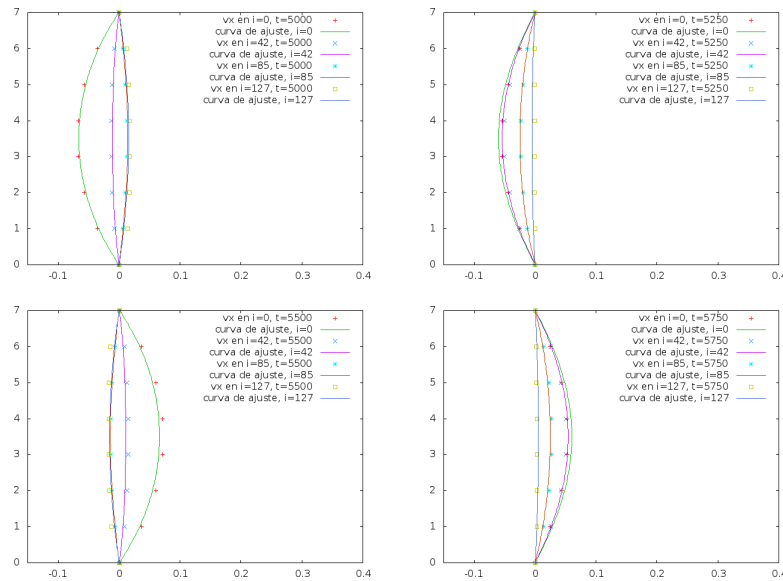 7
6
5
4
3
2
1
0
-0.1 0 0.1 0.2 0.3 0.4
vx en i=0, t=5000
curva de ajuste, i=0
vx en i=42, t=5000
curva de ajuste, i=42
vx en i=85, t=5000
curva de ajuste, i=85
vx en i=127, t=5000
curva de ajuste, i=127
7
6
5
4
3
2
1
0
-0.1 0 0.1 0.2 0.3 0.4
vx en i=0, t=5250
curva de ajuste, i=0
vx en i=42, t=5250
curva de ajuste, i=42
vx en i=85, t=5250
curva de ajuste, i=85
vx en i=127, t=5250
curva de ajuste, i=127
7
6
5
4
3
2
1
0
-0.1 0 0.1 0.2 0.3 0.4
vx en i=0, t=5500
curva de ajuste, i=0
vx en i=42, t=5500
curva de ajuste, i=42
vx en i=85, t=5500
curva de ajuste, i=85
vx en i=127, t=5500
curva de ajuste, i=127
7
6
5
4
3
2
1
0
-0.1 0 0.1 0.2 0.3 0.4
vx en i=0, t=5750
curva de ajuste, i=0
vx en i=42, t=5750
curva de ajuste, i=42
vx en i=85, t=5750
curva de ajuste, i=85
vx en i=127, t=5750
curva de ajuste, i=127